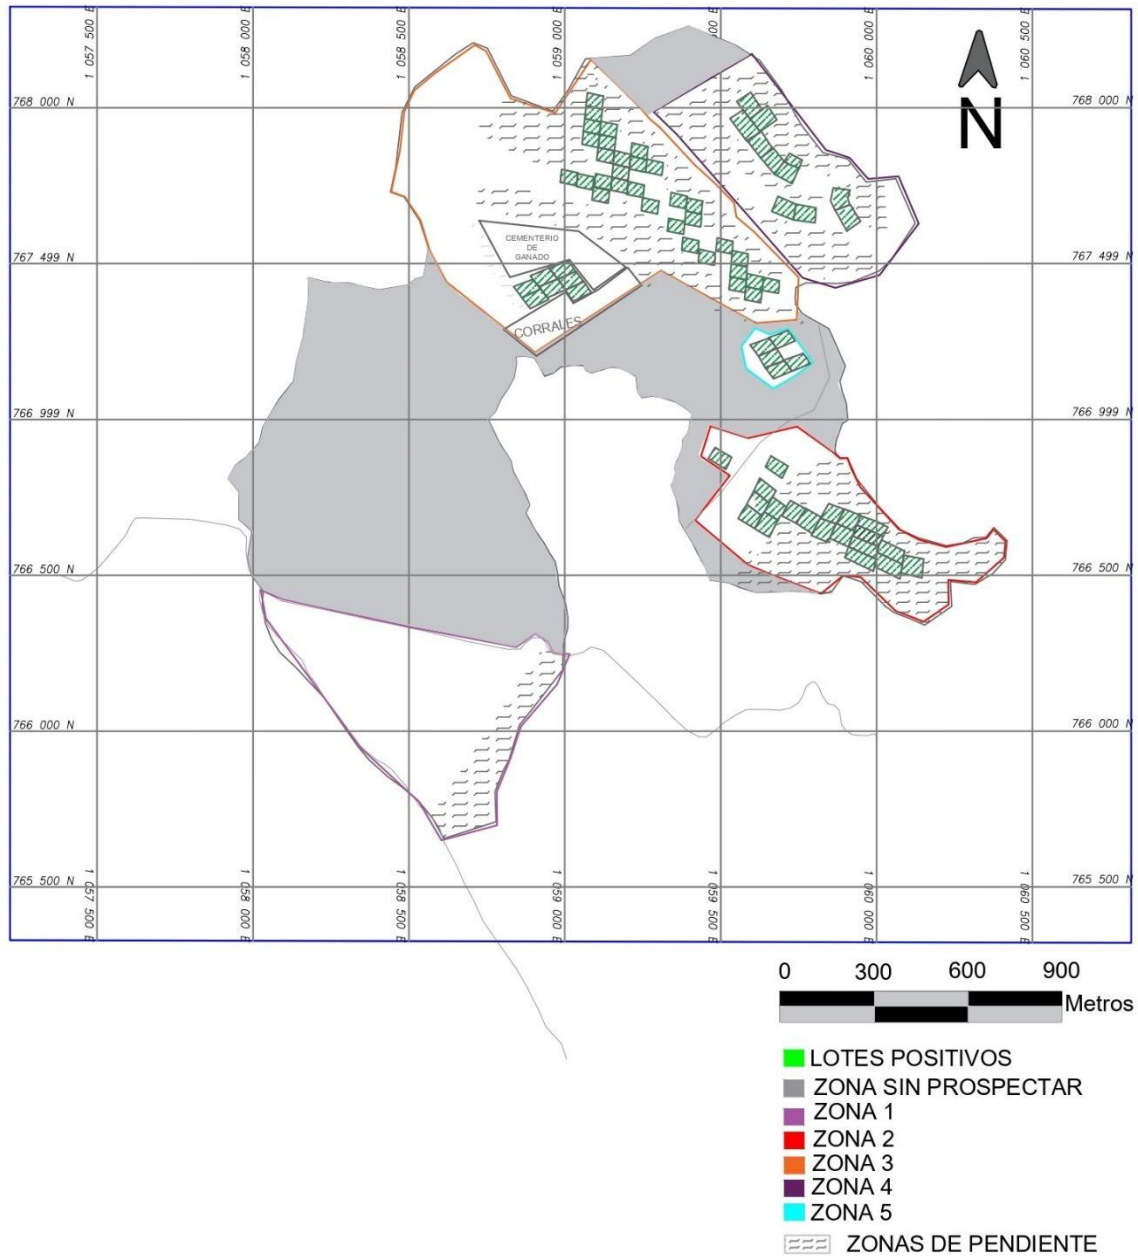 1 057 500 E
1 058 000 E
1 058 500 E
1 059 000 E
1 059 500 E
1 060 000 E
1 060 500 E
768 000 N
768 000 N
N
CEMENTERIO
DE
GANADO
767 499 N
767 499 N
CORRALES
766 999 N
766 999 N
766 500 N
766 500 N
766 000 N
766 000 N
765 500 N
765 500 N
1 057 500 E
1 058 000 E
1 058 500 E
1 059 000 E
1 059 500 E
1 060 000 E
1 060 500 E
0 300 600 900
Metros
LOTES POSITIVOS
ZONA SIN PROSPECTAR
ZONA 1
ZONA 2
ZONA 3
ZONA 4
ZONA 5
ZONAS DE PENDIENTE